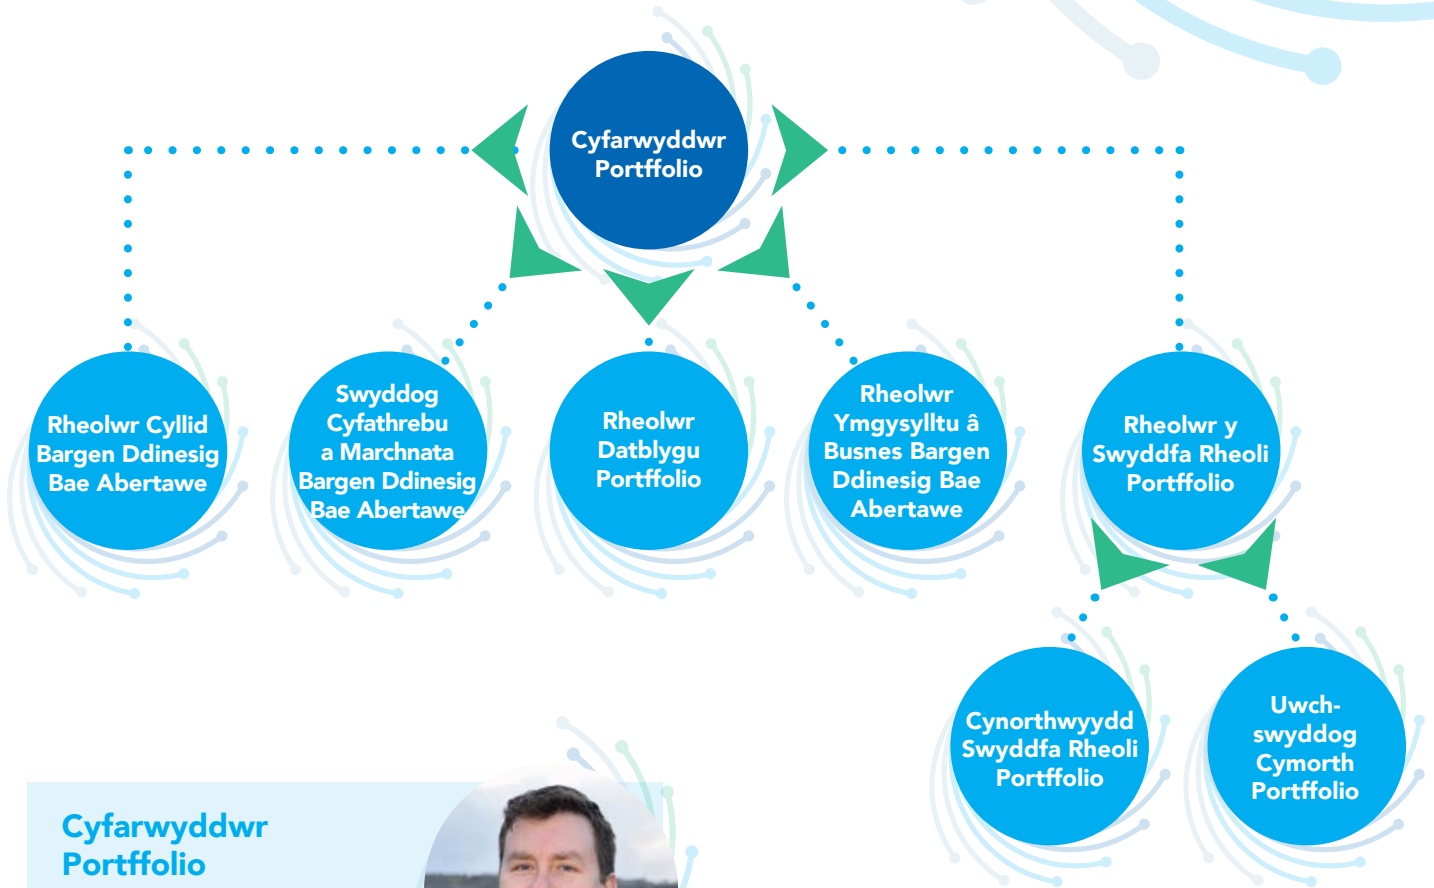 Cyfarwyddwr
Portffolio
Rheolwr Cyllid
Bargen Ddinesig
Bae Abertawe
Swyddog
Cyfathrebu
a Marchnata
Bargen Ddinesig
Bae Abertawe
Rheolwr
Datblygu
Portffolio
Rheolwr
Ymgysylltu â
Busnes Bargen
Ddinesig Bae
Abertawe
Rheolwr y
Swyddfa Rheoli
Portffolio
Cynorthwyydd
Swyddfa Rheoli
Portffolio
Uwch-
swyddog
Cymorth
Portffolio
Cyfarwyddwr
Portffolio